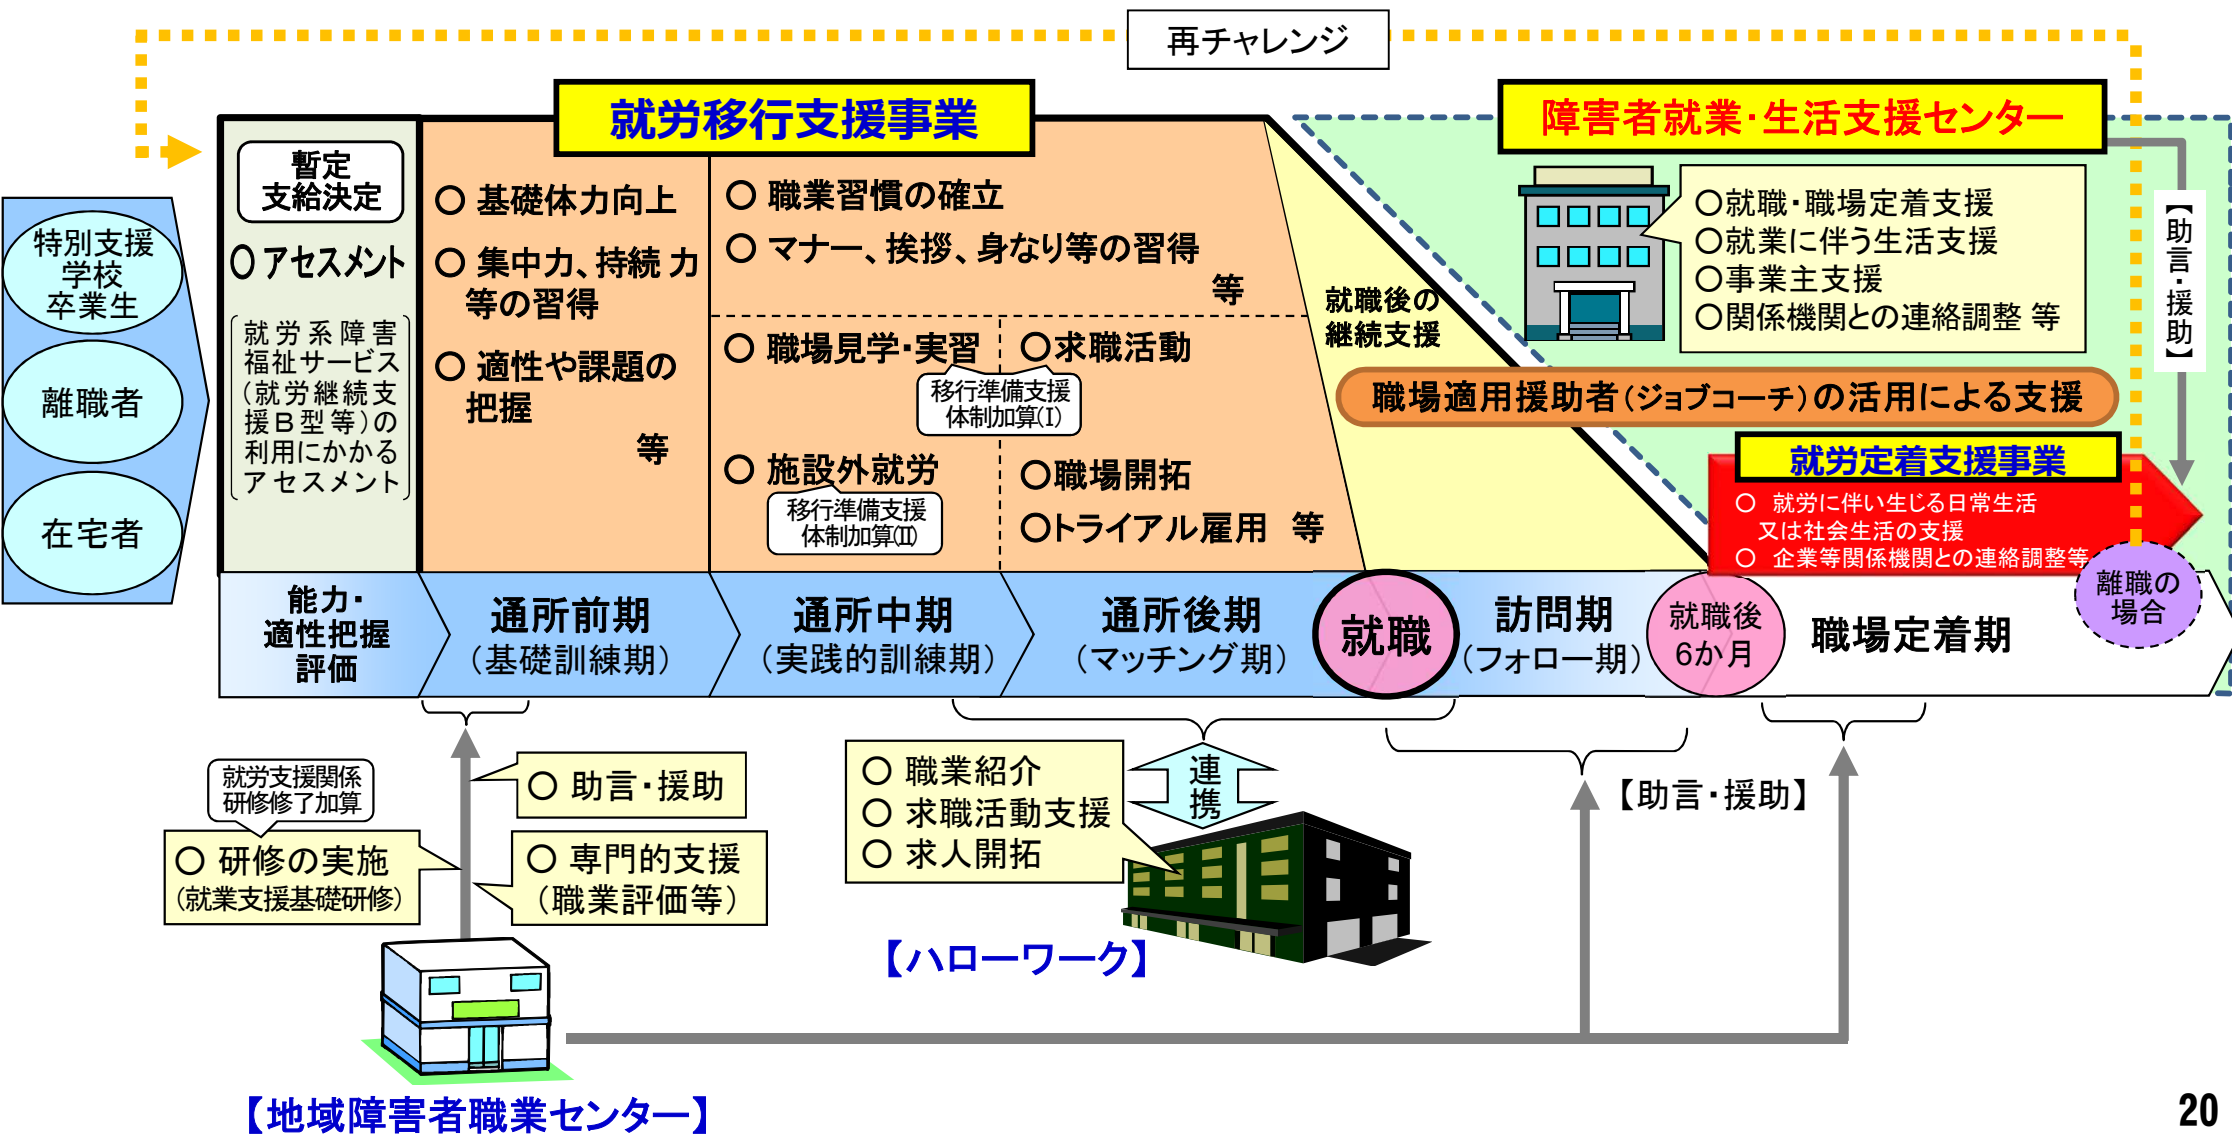 再チャレンジ
就労移行支援事業
障害者就業・生活支援センター
特別支援
学校
卒業生
離職者
在宅者
暫定
支給決定
○アセスメント
就労系障害
福祉サービス
(就労継続支
援B型等)の
利用にかかる
アセスメント
○ 基礎体力向上
○ 集中力、持続 力
等の習得
○ 適性や課題の
把握
等
○ 職業習慣の確立
○ マナー、挨拶、身なり等の習得
等
○ 職場見学・実習
○求職活動
移行準備支援
体制加算(Ⅰ)
○ 施設外就労
移行準備支援
体制加算(Ⅱ)
○職場開拓
○トライアル雇用 等
就職後の
継続支援
○就職・職場定着支援
○就業に伴う生活支援
○事業主支援
○関係機関との連絡調整 等
【助言・援助】
職場適用援助者(ジョブコーチ)の活用による支援
就労定着支援事業
○ 就労に伴い生じる日常生活
又は社会生活の支援
○ 企業等関係機関との連絡調整等
能力・
適性把握
評価
通所前期
(基礎訓練期)
通所中期
(実践的訓練期)
通所後期
(マッチング期)
就職
訪問期
(フォロー期)
就職後
6か月
職場定着期
離職の
場合
就労支援関係
研修修了加算
○ 研修の実施
(就業支援基礎研修)
○ 助言・援助
○ 専門的支援
(職業評価等)
○ 職業紹介
○ 求職活動支援
○ 求人開拓
連
携
【助言・援助】
【ハローワーク】
【地域障害者職業センター】
20